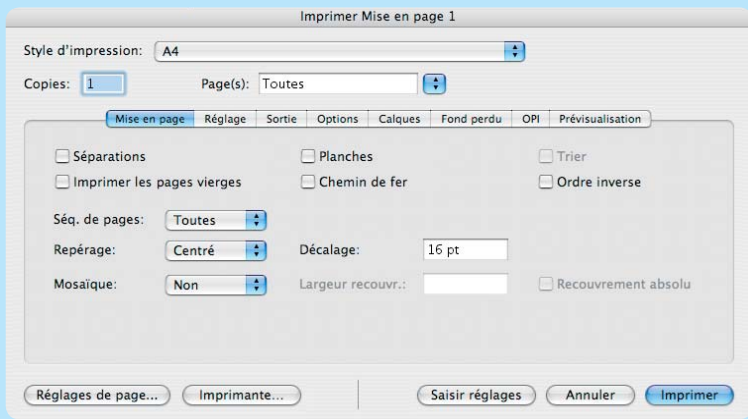 Imprimer Mise en page 1
Style d'impression: A4
Copies: 1 Page(s): Toutes
Mise en page Réglage Sortie Options Calques Fond perdu OPI Prévisualisation
Séparations Planches Trier
Imprimer les pages vierges Chemin de fer Ordre inverse
Séq. de pages: Toutes
Repérage: Centré Décalage: 16 pt
Mosaïque: Non Largeur recouvr.: Recouvrement absolu
Réglages de page... Imprimante... Saisir réglages Annuler Imprimer